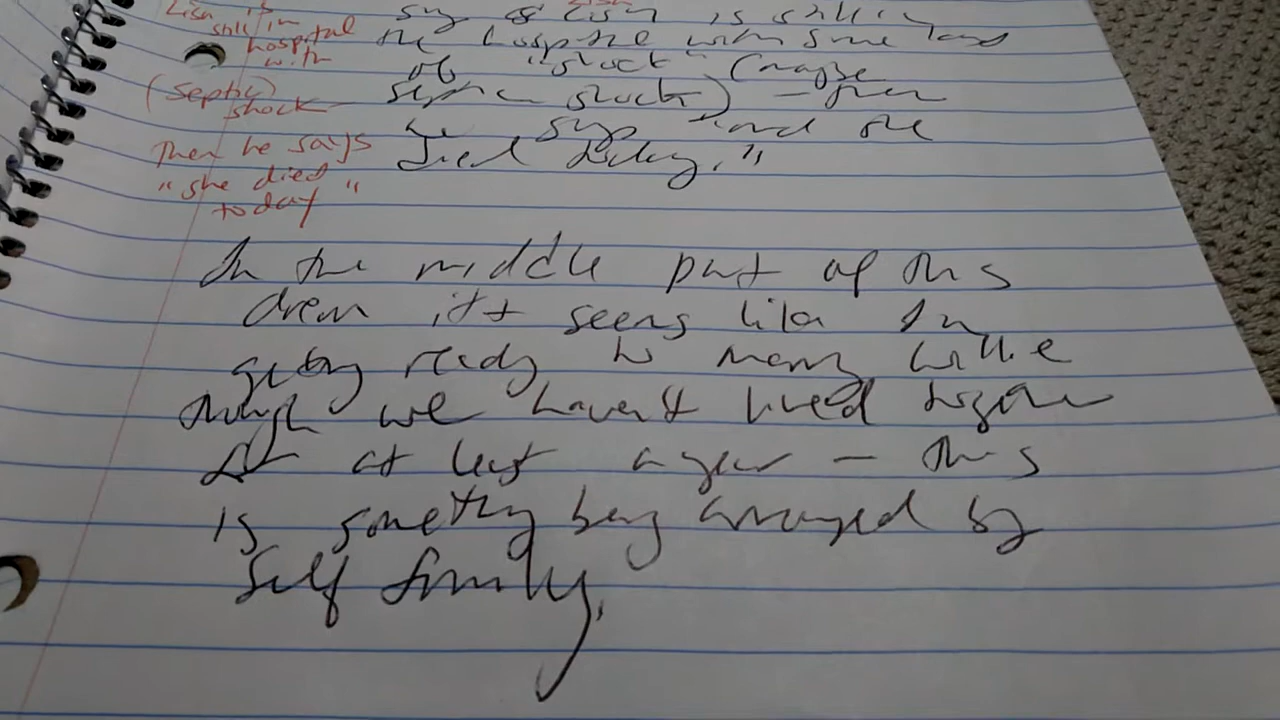 Lisa is
still in
hospital
with
(septic)
shock
Then he says
"she died
today"
say Lisa is still in
the hospital with some kind
of "shock" (maybe
septic shock) - then
he says "and she
died today."
In the middle part of this
dream it seems like I'm
getting ready to marry Willie
though we haven't lived together
for at least a year - this
is something being arranged by
self family.